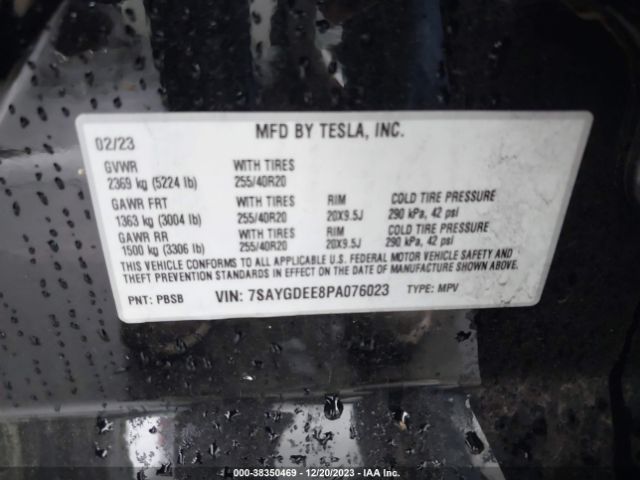 02/23 MFD BY TESLA, INC.
GVWR WITH TIRES
2369 kg (5224 lb) 255/40R20
GAWR FRT WITH TIRES RIM COLD TIRE PRESSURE
1363 kg (3004 lb) 255/40R20 20X9.5J 290 kPa, 42 psi
GAWR RR WITH TIRES RIM COLD TIRE PRESSURE
1500 kg (3306 lb) 255/40R20 20X9.5J 290 kPa, 42 psi
THIS VEHICLE CONFORMS TO ALL APPLICABLE U.S. FEDERAL MOTOR VEHICLE SAFETY AND
THEFT PREVENTION STANDARDS IN EFFECT ON THE DATE OF MANUFACTURE SHOWN ABOVE.
PNT: PBSB VIN: 7SAYGDEE8PA076023 TYPE: MPV
000-38350469 - 12/20/2023 - IAA Inc.